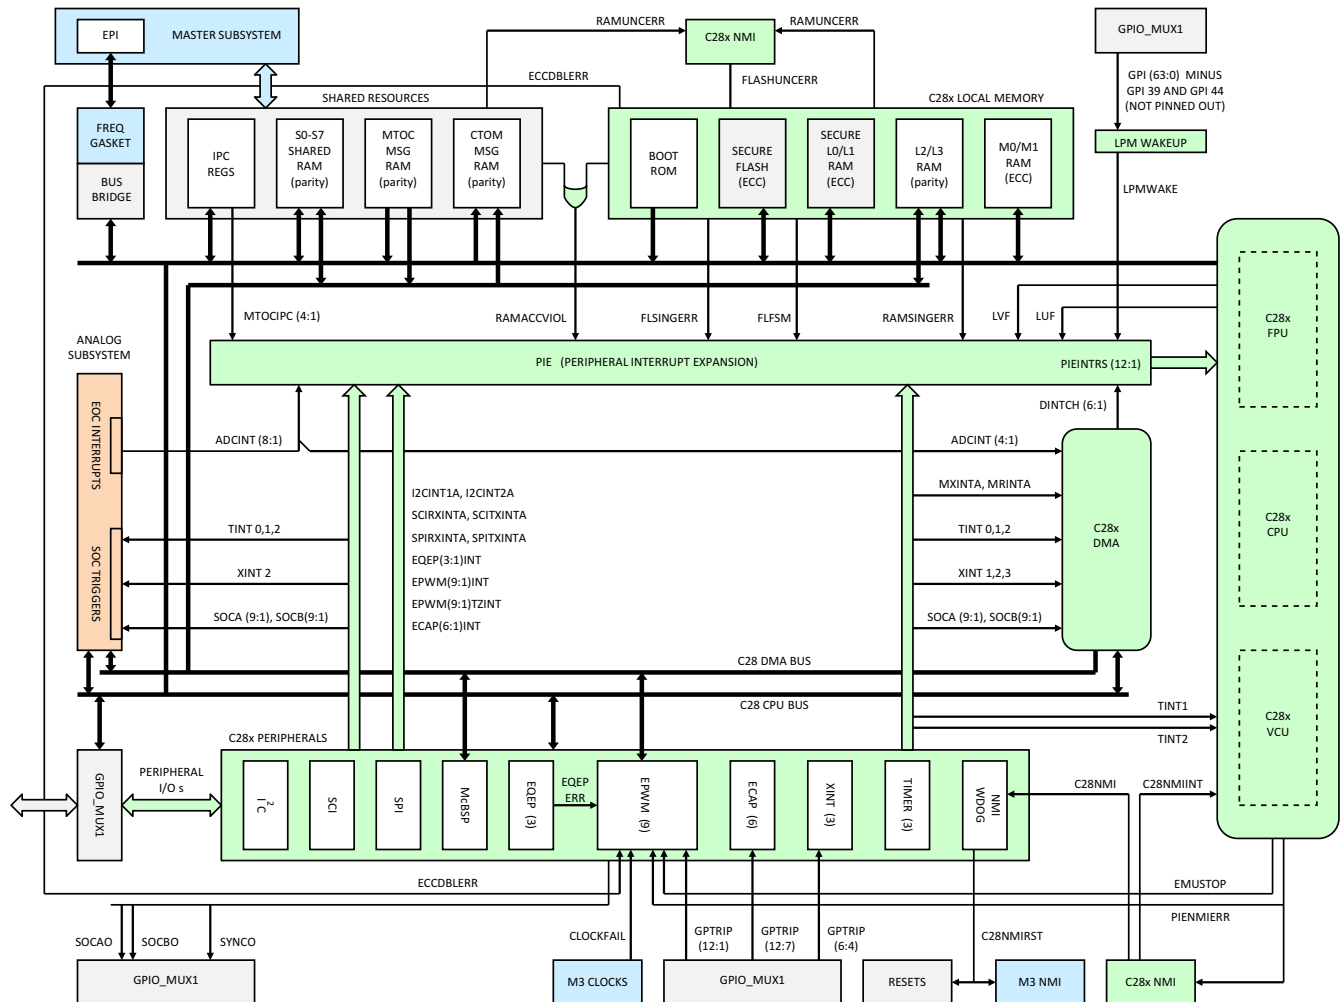 EPI
MASTER SUBSYSTEM
RAMUNCERR
C28x NMI
RAMUNCERR
GPIO_MUX1
ECCDBLERR
FLASHUNCERR
GPI (63:0) MINUS
GPI 39 AND GPI 44
(NOT PINNED OUT)
SHARED RESOURCES
C28x LOCAL MEMORY
FREQ
GASKET
BUS
BRIDGE
IPC
REGS
S0-S7
SHARED
RAM
(parity)
MTOC
MSG
RAM
(parity)
CTOM
MSG
RAM
(parity)
BOOT
ROM
SECURE
FLASH
(ECC)
SECURE
L0/L1
RAM
(ECC)
L2/L3
RAM
(parity)
M0/M1
RAM
(ECC)
LPM WAKEUP
LPMWAKE
MTOCIPC (4:1)
RAMACCVIOL
FLSINGERR
FLFSM
RAMSINGERR
LVF
LUF
C28x
FPU
ANALOG
SUBSYSTEM
PIE (PERIPHERAL INTERRUPT EXPANSION)
PIEINTRS (12:1)
DINTCH (6:1)
EOC INTERRUPTS
ADCINT (8:1)
ADCINT (4:1)
I2CINT1A, I2CINT2A
SCIRXINTA, SCITXINTA
SPIRXINTA, SPITXINTA
EQEP(3:1)INT
EPWM(9:1)INT
EPWM(9:1)TZINT
ECAP(6:1)INT
MXINTA, MRINTA
SOC TRIGGERS
TINT 0,1,2
TINT 0,1,2
C28x
DMA
C28x
CPU
XINT 2
XINT 1,2,3
SOCA (9:1), SOCB(9:1)
SOCA (9:1), SOCB(9:1)
C28 DMA BUS
C28 CPU BUS
TINT1
TINT2
C28x
VCU
C28x PERIPHERALS
GPIO_MUX1
PERIPHERAL
I/O s
I2C
SCI
SPI
McBSP
EQEP (3)
EQEP
ERR
EPWM (9)
ECAP (6)
XINT (3)
TIMER (3)
NMI
WDOG
C28NMI
C28NMIINT
ECCDBLERR
EMUSTOP
PIENMIERR
SOCAO
SOCBO
SYNCO
CLOCKFAIL
GPTRIP
(12:1)
GPTRIP
(12:7)
GPTRIP
(6:4)
C28NMIRST
GPIO_MUX1
M3 CLOCKS
GPIO_MUX1
RESETS
M3 NMI
C28x NMI